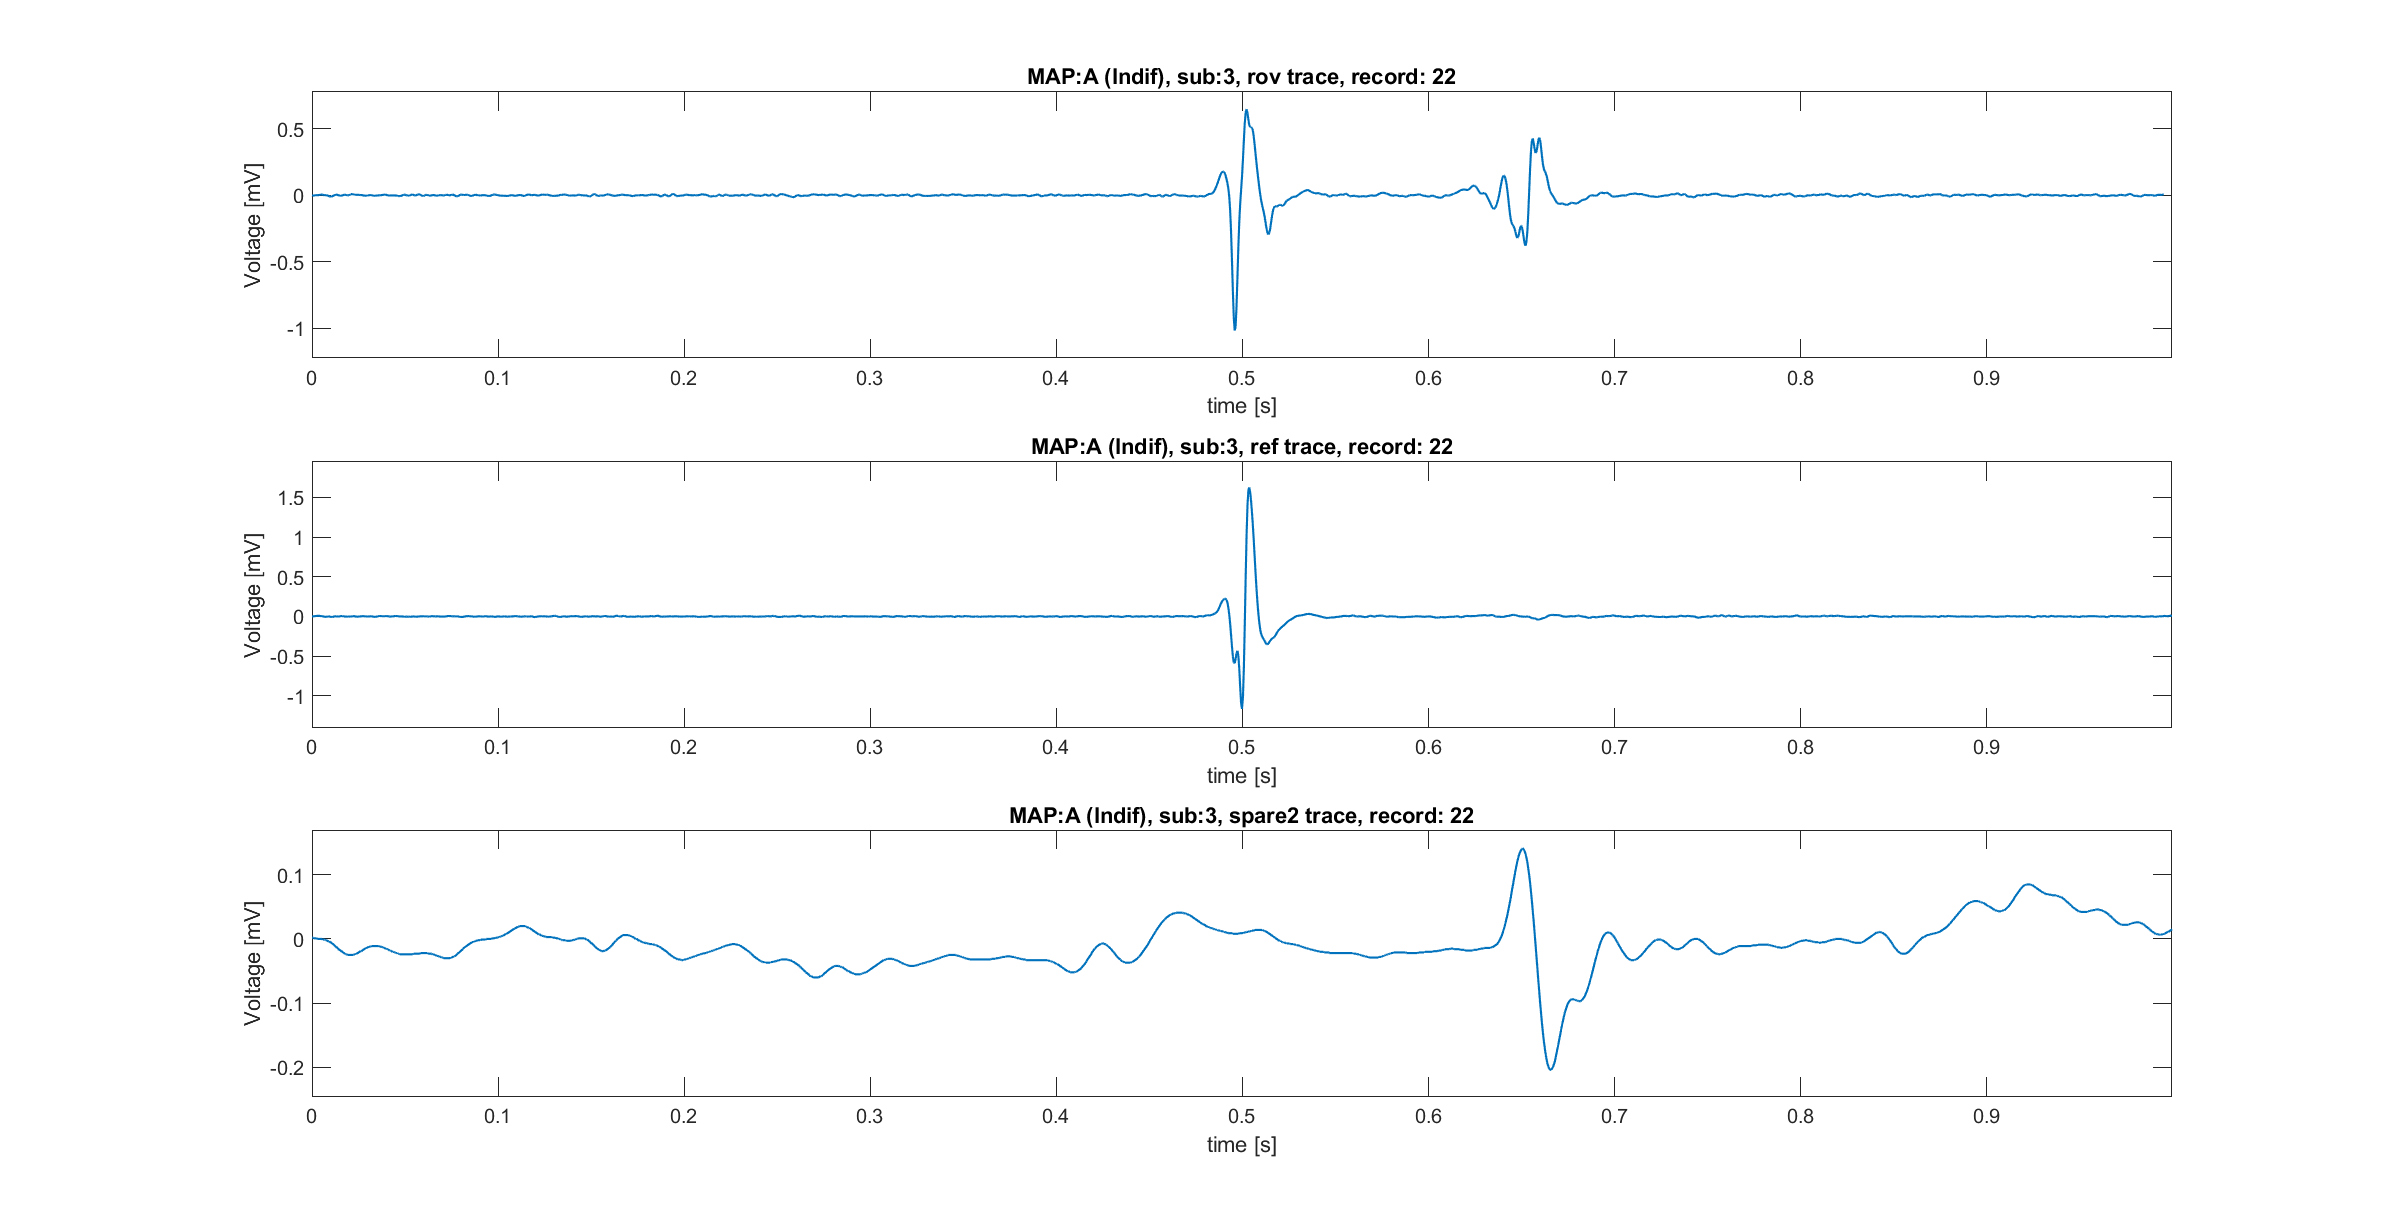 MAP:A (Indif), sub:3, rov trace, record: 22
Voltage [mV]
0.5
0
-0.5
-1
0 0.1 0.2 0.3 0.4 0.5 0.6 0.7 0.8 0.9
time [s]
MAP:A (Indif), sub:3, ref trace, record: 22
Voltage [mV]
1.5
1
0.5
0
-0.5
-1
0 0.1 0.2 0.3 0.4 0.5 0.6 0.7 0.8 0.9
time [s]
MAP:A (Indif), sub:3, spare2 trace, record: 22
Voltage [mV]
0.1
0
-0.1
-0.2
0 0.1 0.2 0.3 0.4 0.5 0.6 0.7 0.8 0.9
time [s]